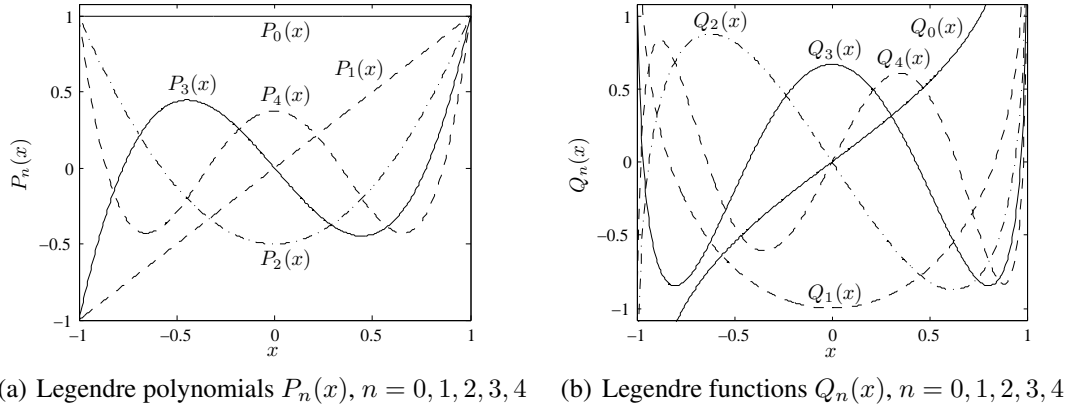 1
0.5
0
-0.5
-1
-1
-0.5
0
0.5
1
x
P_n(x)
P_0(x)
P_1(x)
P_3(x)
P_4(x)
P_2(x)
1
0.5
0
-0.5
-1
-1
-0.5
0
0.5
1
x
Q_n(x)
Q_2(x)
Q_0(x)
Q_3(x)
Q_4(x)
Q_1(x)
a) Legendre polynomials P_n(x), n = 0, 1, 2, 3, 4
(b) Legendre functions Q_n(x), n = 0, 1, 2, 3, 4